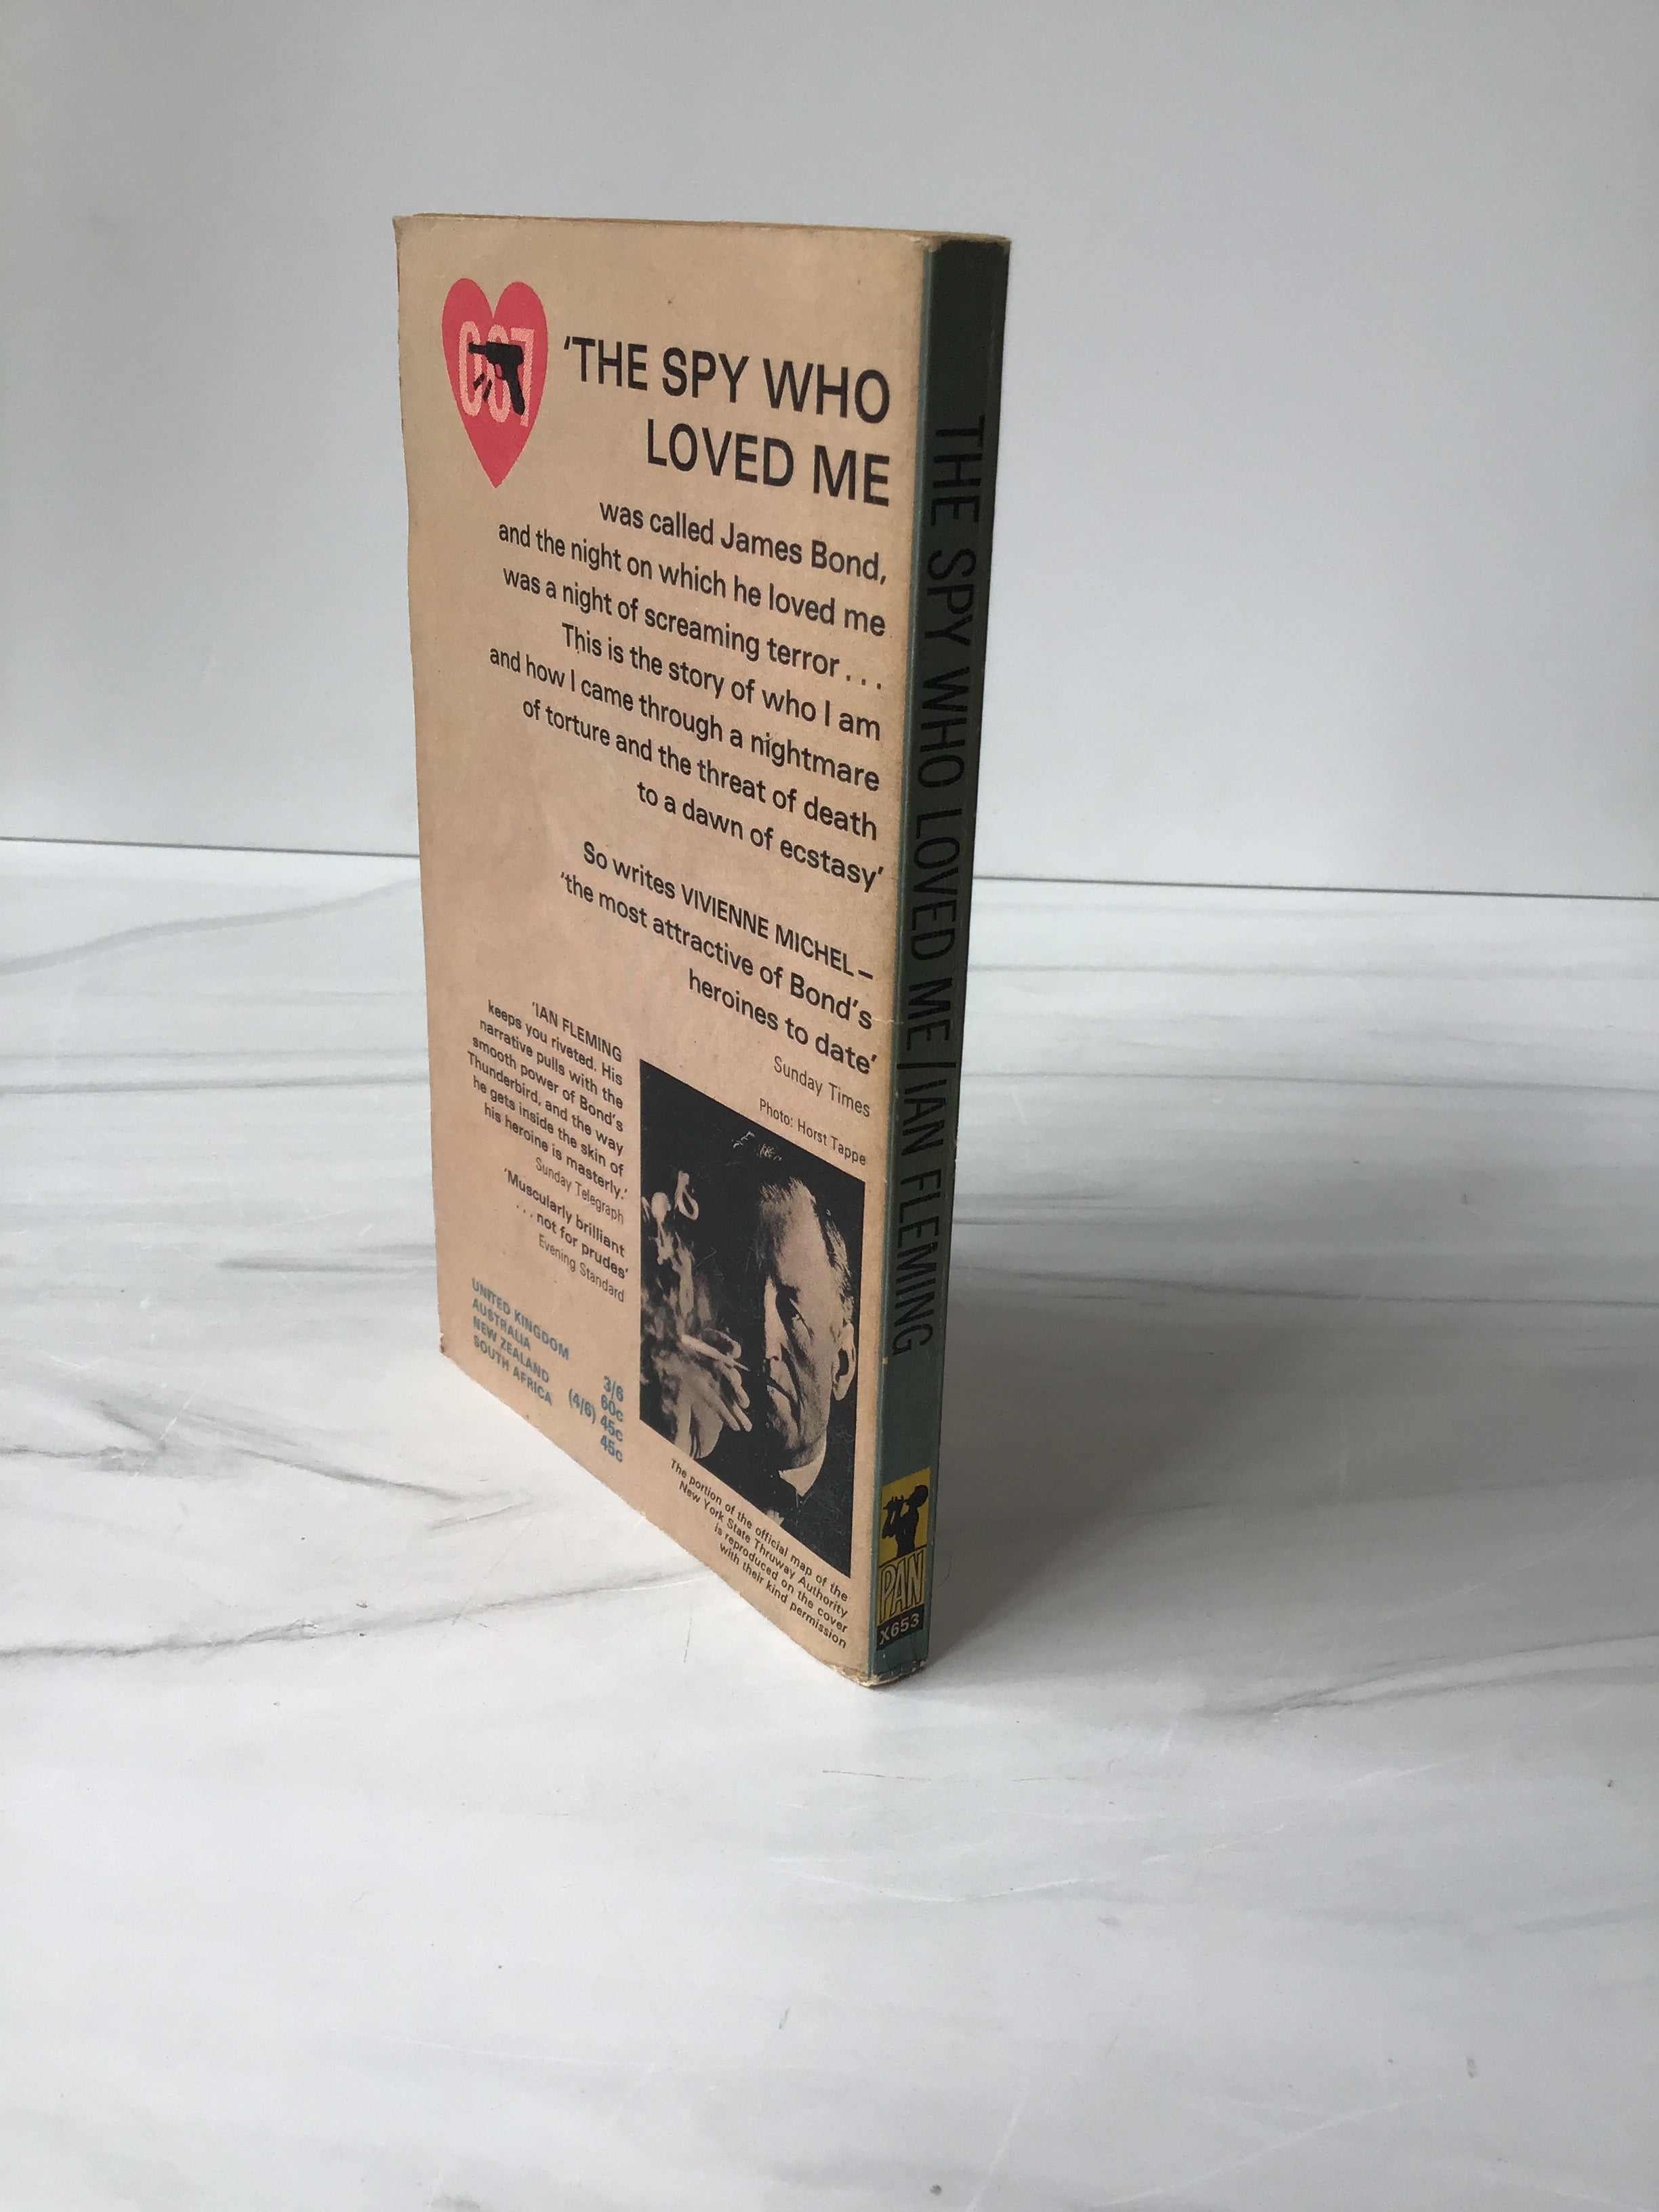 007
'THE SPY WHO
LOVED ME
was called James Bond,
and the night on which he loved me
was a night of screaming terror...
This is the story of who I am
and how I came through a nightmare
of torture and the threat of death
to a dawn of ecstasy'
So writes VIVIENNE MICHEL–
'the most attractive of Bond's
heroines to date'
Sunday Times
Photo: Horst Tappe
'IAN FLEMING
keeps you riveted. His
narrative pulls with the
smooth power of Bond's
Thunderbird, and the way
he gets inside the skin of
his heroine is masterly.'
Sunday Telegraph
'Muscularly brilliant
...not for prudes'
Evening Standard
UNITED KINGDOM 3/6
AUSTRALIA 60c
NEW ZEALAND (4/6) 45c
SOUTH AFRICA 45c
The portion of the official map of the
New York State Thruway Authority
is reproduced on the cover
with their kind permission
THE SPY WHO LOVED ME/IAN FLEMING
PAN
X653